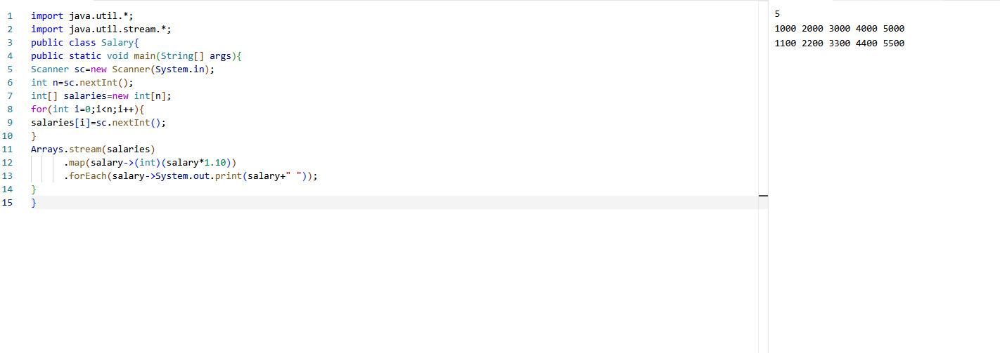 1 import java.util.*;
2 import java.util.stream.*;
3 public class Salary{
4 public static void main(String[] args){
5 Scanner sc=new Scanner(System.in);
6 int n=sc.nextInt();
7 int[] salaries=new int[n];
8 for(int i=0;i<n;i++){
9 salaries[i]=sc.nextInt();
10 }
11 Arrays.stream(salaries)
12       .map(salary->(int)(salary*1.10))
13       .forEach(salary->System.out.print(salary+" "));
14 }
15 }
5
1000 2000 3000 4000 5000
1100 2200 3300 4400 5500